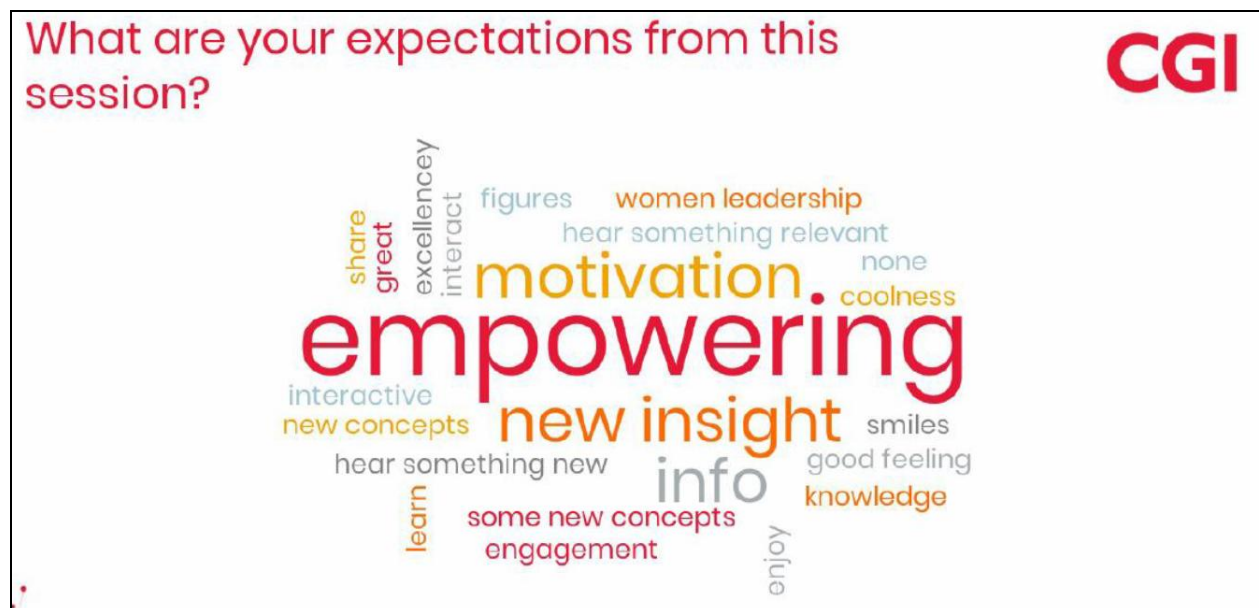 What are your expectations from this
session?
CGI
share
great
excellencey
interact
figures
women leadership
hear something relevant
motivation
none
coolness
empowering
interactive
new concepts
new insight
smiles
hear something new
info
good feeling
knowledge
learn
some new concepts
engagement
enjoy